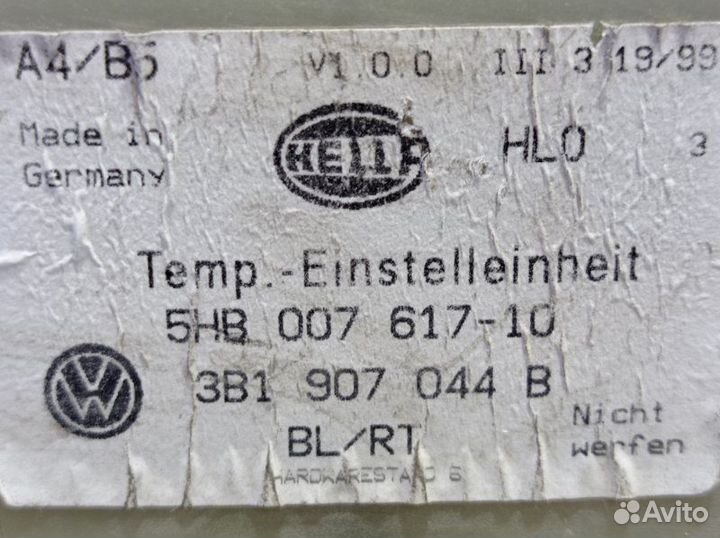 A4/B5 V1.0.0 III 3 19/99
Made in
Germany
HELLA
HLO 3
Temp.-Einstelleinheit
5HB 007 617-10
3B1 907 044 B
BL/RT
Nicht
werfen
HARDWARESTAND 6
Avito